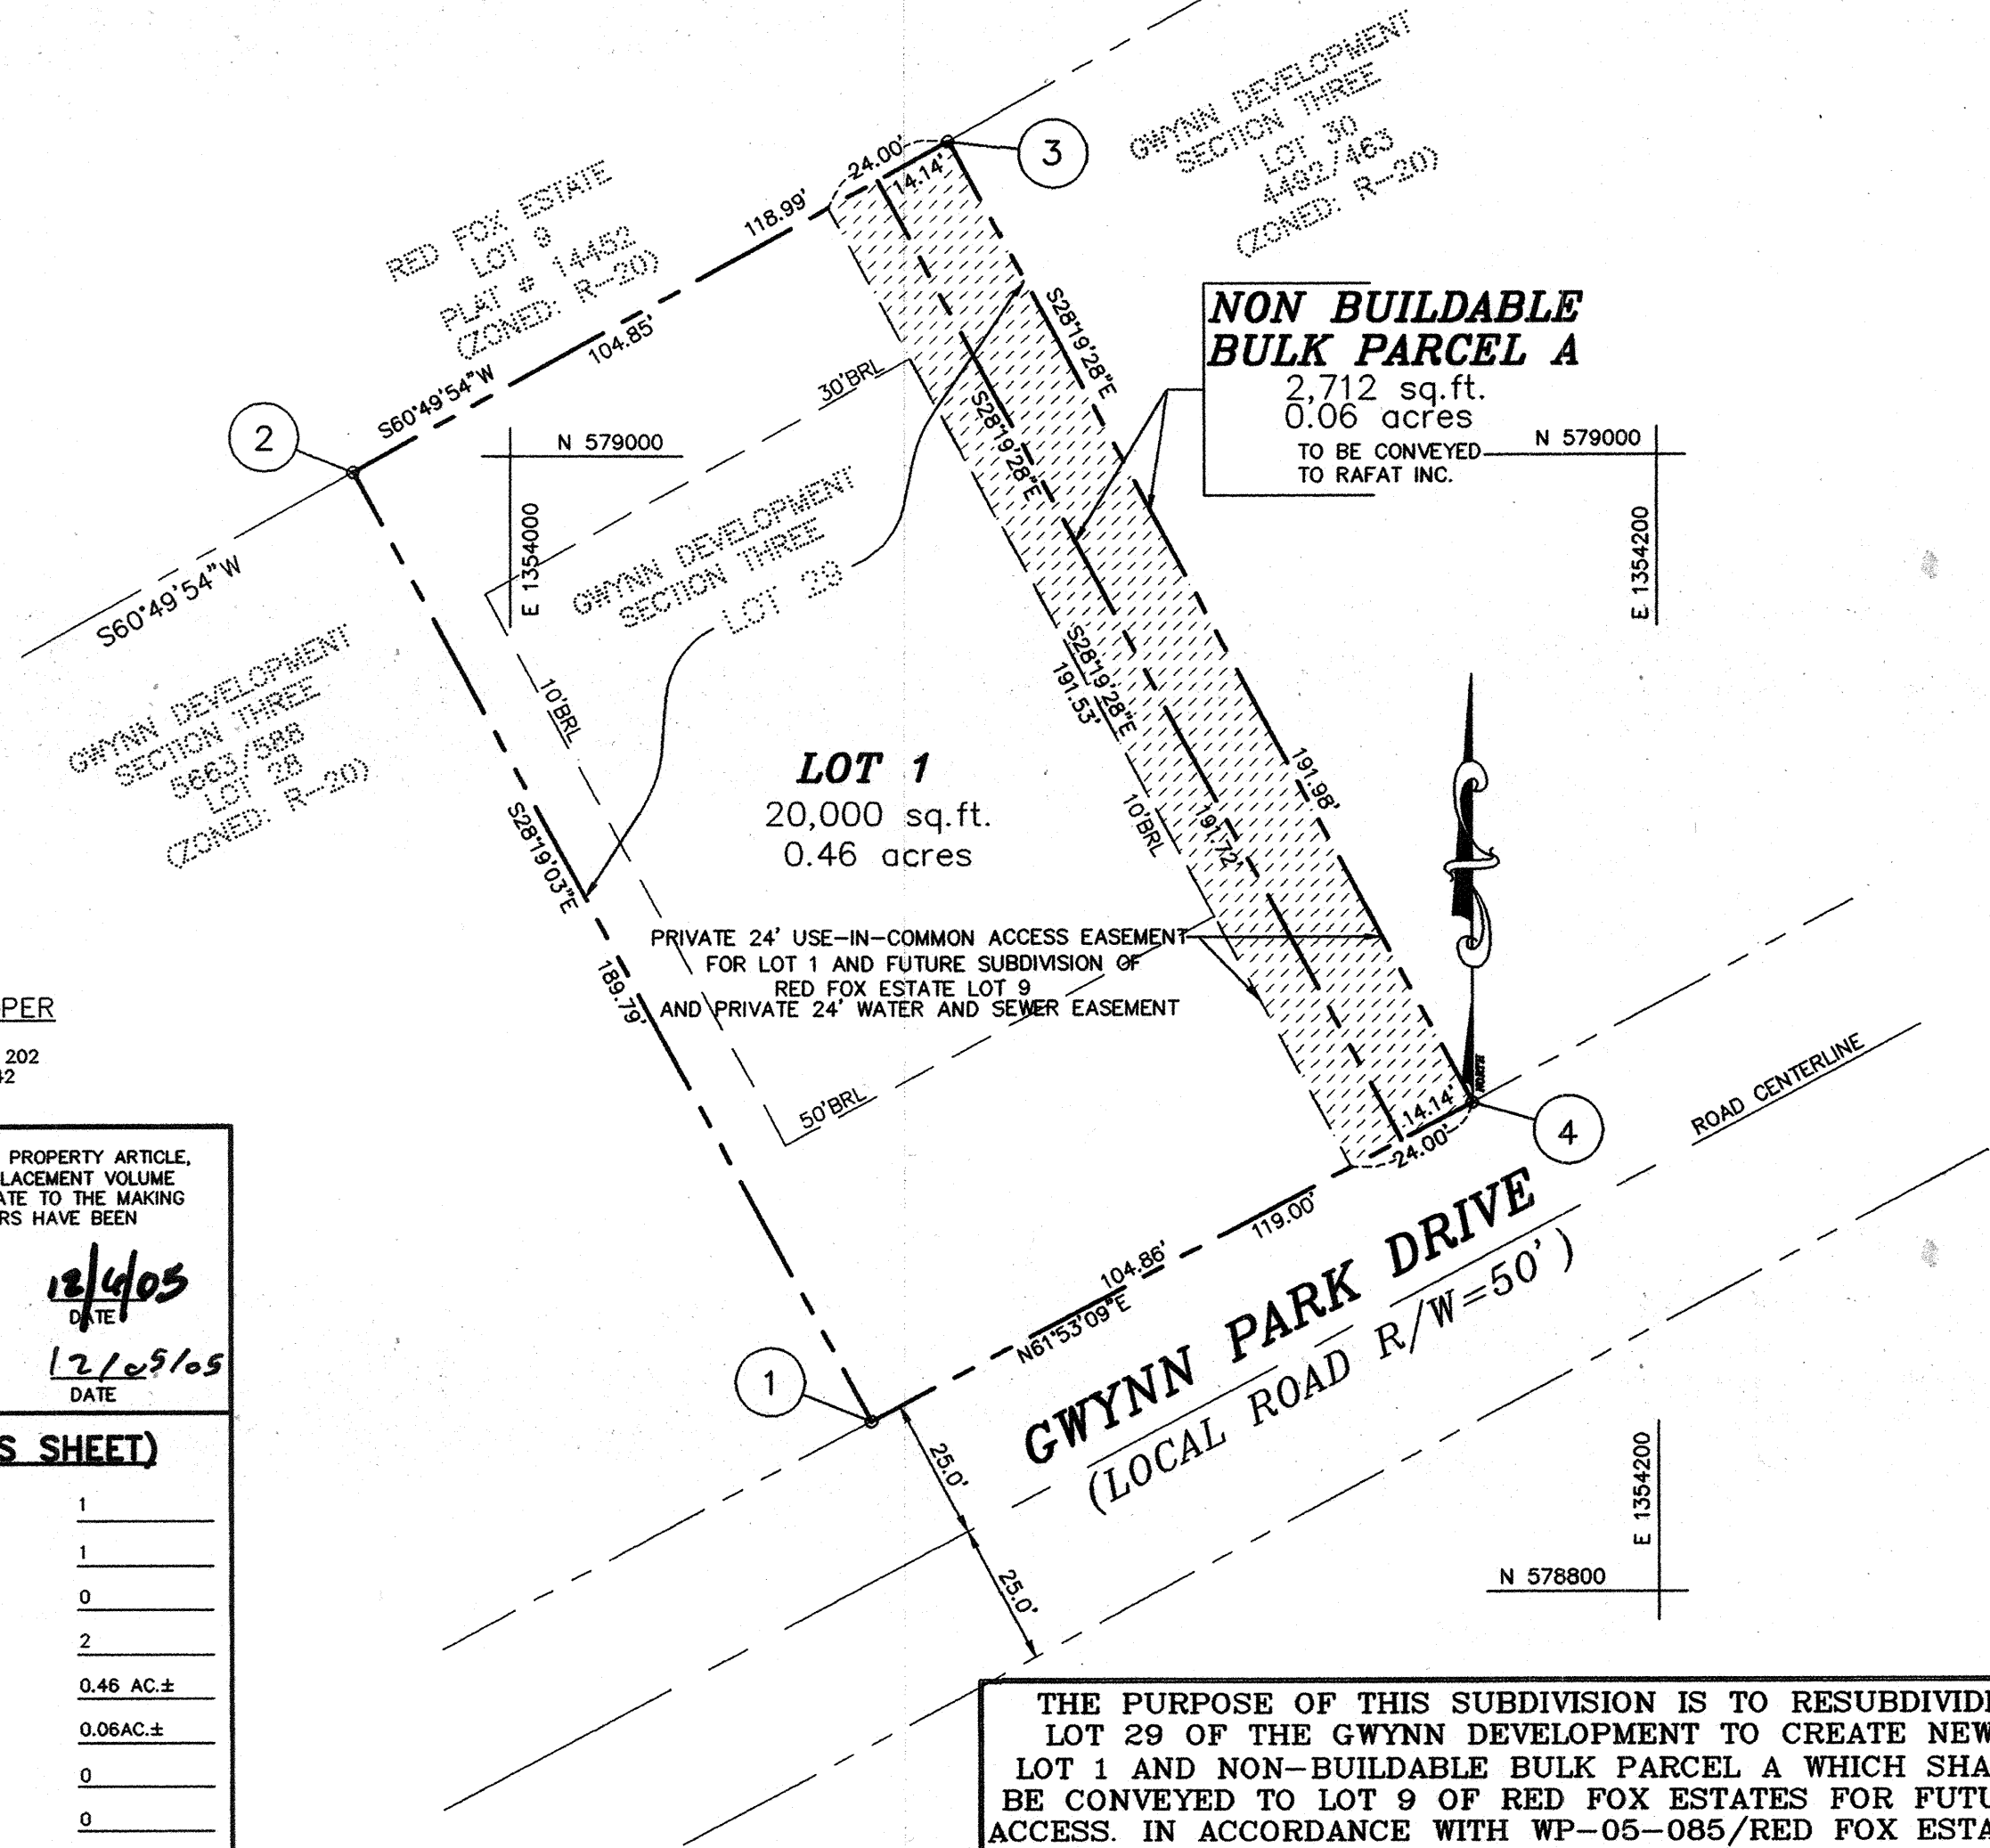 GWYNN DEVELOPMENT
SECTION THREE
LOT 30
4492/463
(ZONED: R-20)
3
24.00'
14.14'
118.99'
RED FOX ESTATE
LOT 9
PLAT # 14452
(ZONED: R-20)
104.85'
S60°49'54"W
2
S60°49'54"W
N 579000
E 1354000
30'BRL
S28°19'28"E
S28°19'28"E
NON BUILDABLE
BULK PARCEL A
2,712 sq.ft.
0.06 acres
TO BE CONVEYED
TO RAFAT INC.
N 579000
E 1354200
GWYNN DEVELOPMENT
SECTION THREE
LOT 29
GWYNN DEVELOPMENT
SECTION THREE
5663/588
LOT 28
(ZONED: R-20)
10'BRL
S28°19'28"E
191.53'
LOT 1
20,000 sq.ft.
0.46 acres
10'BRL
191.72'
191.98'
S28°19'03"E
189.79'
PRIVATE 24' USE-IN-COMMON ACCESS EASEMENT
FOR LOT 1 AND FUTURE SUBDIVISION OF
RED FOX ESTATE LOT 9
AND PRIVATE 24' WATER AND SEWER EASEMENT
50'BRL
NORTH
14.14'
24.00'
4
ROAD CENTERLINE
119.00'
104.86'
N61°53'09"E
1
GWYNN PARK DRIVE
(LOCAL ROAD R/W=50')
25.0'
25.0'
E 1354200
N 578800
PER
202
42
PROPERTY ARTICLE,
LACEMENT VOLUME
ATE TO THE MAKING
RS HAVE BEEN
12/6/05
DATE
12/05/05
DATE
S SHEET)
1
1
0
2
0.46 AC.±
0.06AC.±
0
0
THE PURPOSE OF THIS SUBDIVISION IS TO RESUBDIVIDE
LOT 29 OF THE GWYNN DEVELOPMENT TO CREATE NEW
LOT 1 AND NON-BUILDABLE BULK PARCEL A WHICH SHA
BE CONVEYED TO LOT 9 OF RED FOX ESTATES FOR FUTU
ACCESS. IN ACCORDANCE WITH WP-05-085/RED FOX ESTA